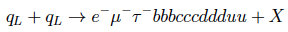 q_L + q_L → e⁻μ⁻τ⁻bbbcccddduu + X